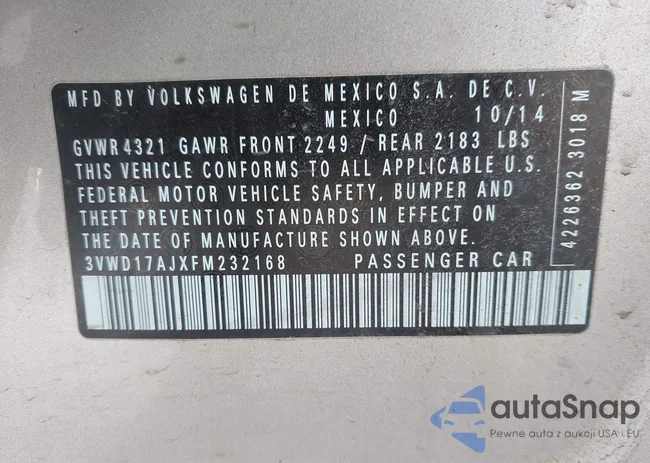 MFD BY VOLKSWAGEN DE MEXICO S.A. DE C.V.
MEXICO 10/14
GVWR 4321 GAWR FRONT 2249 / REAR 2183 LBS
THIS VEHICLE CONFORMS TO ALL APPLICABLE U.S.
FEDERAL MOTOR VEHICLE SAFETY, BUMPER AND
THEFT PREVENTION STANDARDS IN EFFECT ON
THE DATE OF MANUFACTURE SHOWN ABOVE.
3VWD17AJXFM232168 PASSENGER CAR
4226362 3018 M
autaSnap
Pewne auta z aukcji USA i EU